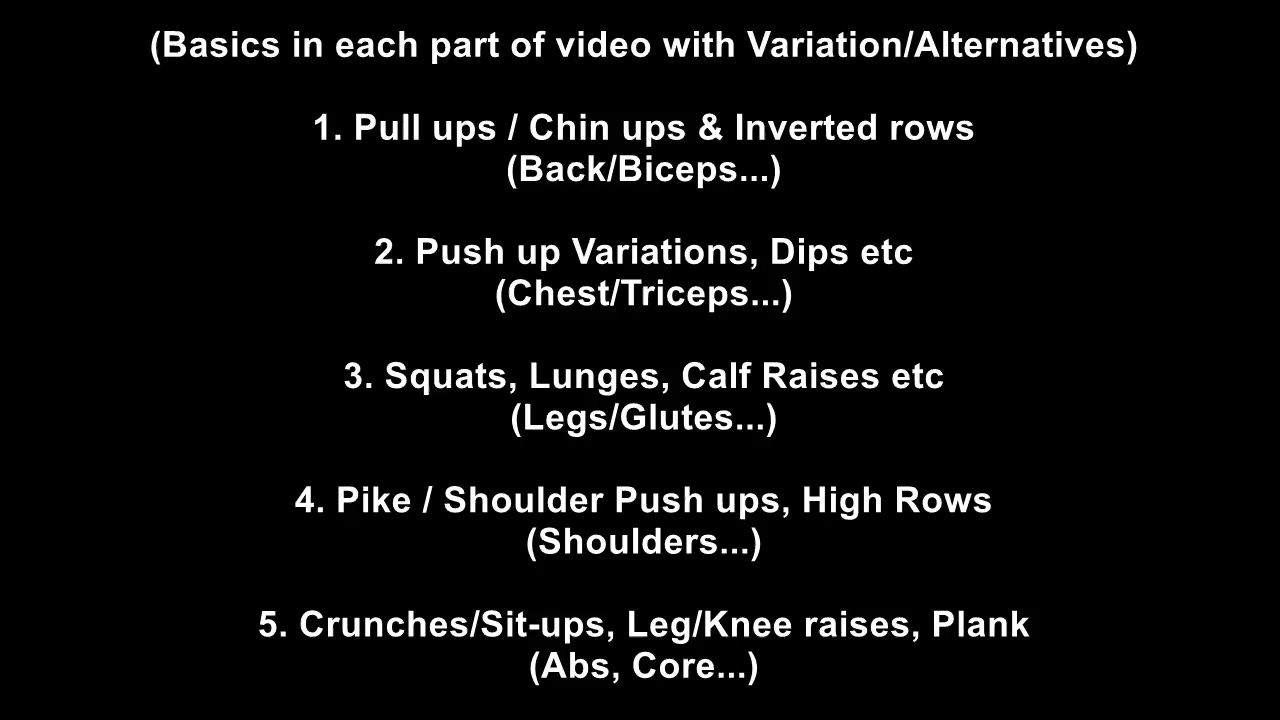 (Basics in each part of video with Variation/Alternatives)
1. Pull ups / Chin ups & Inverted rows
(Back/Biceps...)
2. Push up Variations, Dips etc
(Chest/Triceps...)
3. Squats, Lunges, Calf Raises etc
(Legs/Glutes...)
4. Pike / Shoulder Push ups, High Rows
(Shoulders...)
5. Crunches/Sit-ups, Leg/Knee raises, Plank
(Abs, Core...)